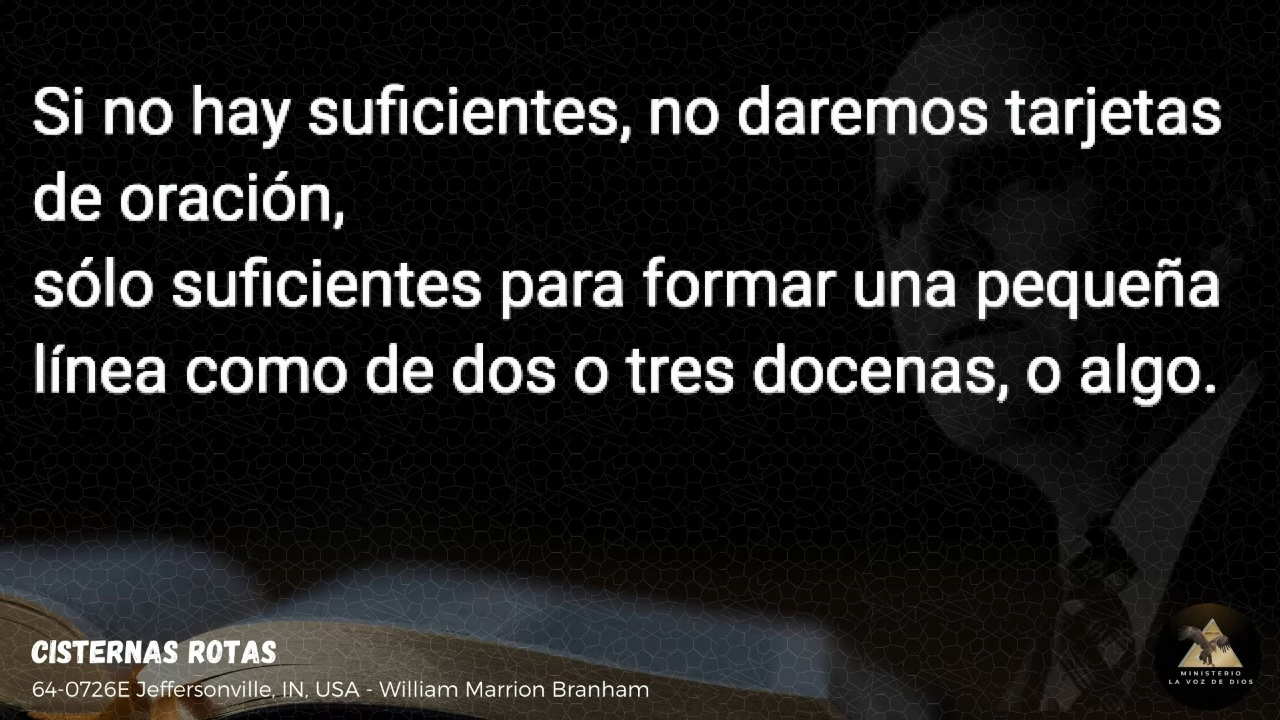 Si no hay suficientes, no daremos tarjetas
de oración,
sólo suficientes para formar una pequeña
línea como de dos o tres docenas, o algo.
CISTERNAS ROTAS
64-0726E Jeffersonville, IN, USA - William Marrion Branham
MINISTERIO
LA VOZ DE DIOS